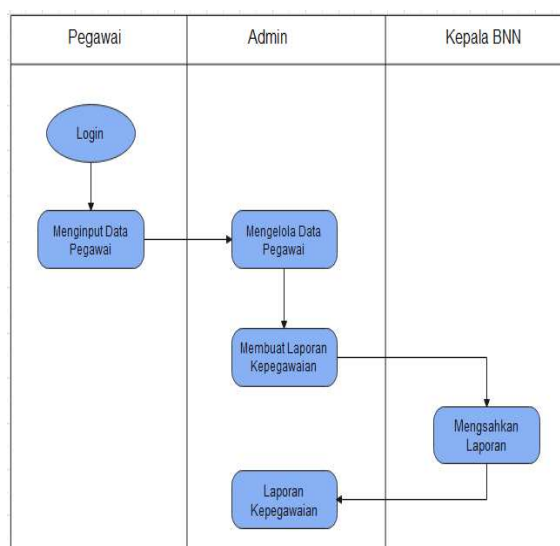 Pegawai
Admin
Kepala BNN
Login
Menginput Data
Pegawai
Mengelola Data
Pegawai
Membuat Laporan
Kepegawaian
Mengsahkan
Laporan
Laporan
Kepegawaian